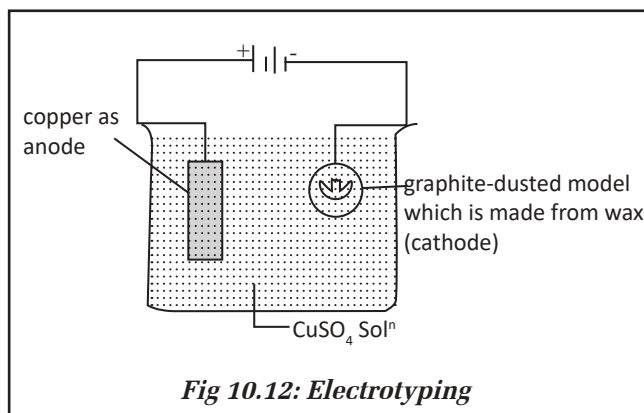 + -
copper as
anode
graphite-dusted model
which is made from wax
(cathode)
CuSO₄ Solⁿ
Fig 10.12: Electrotyping